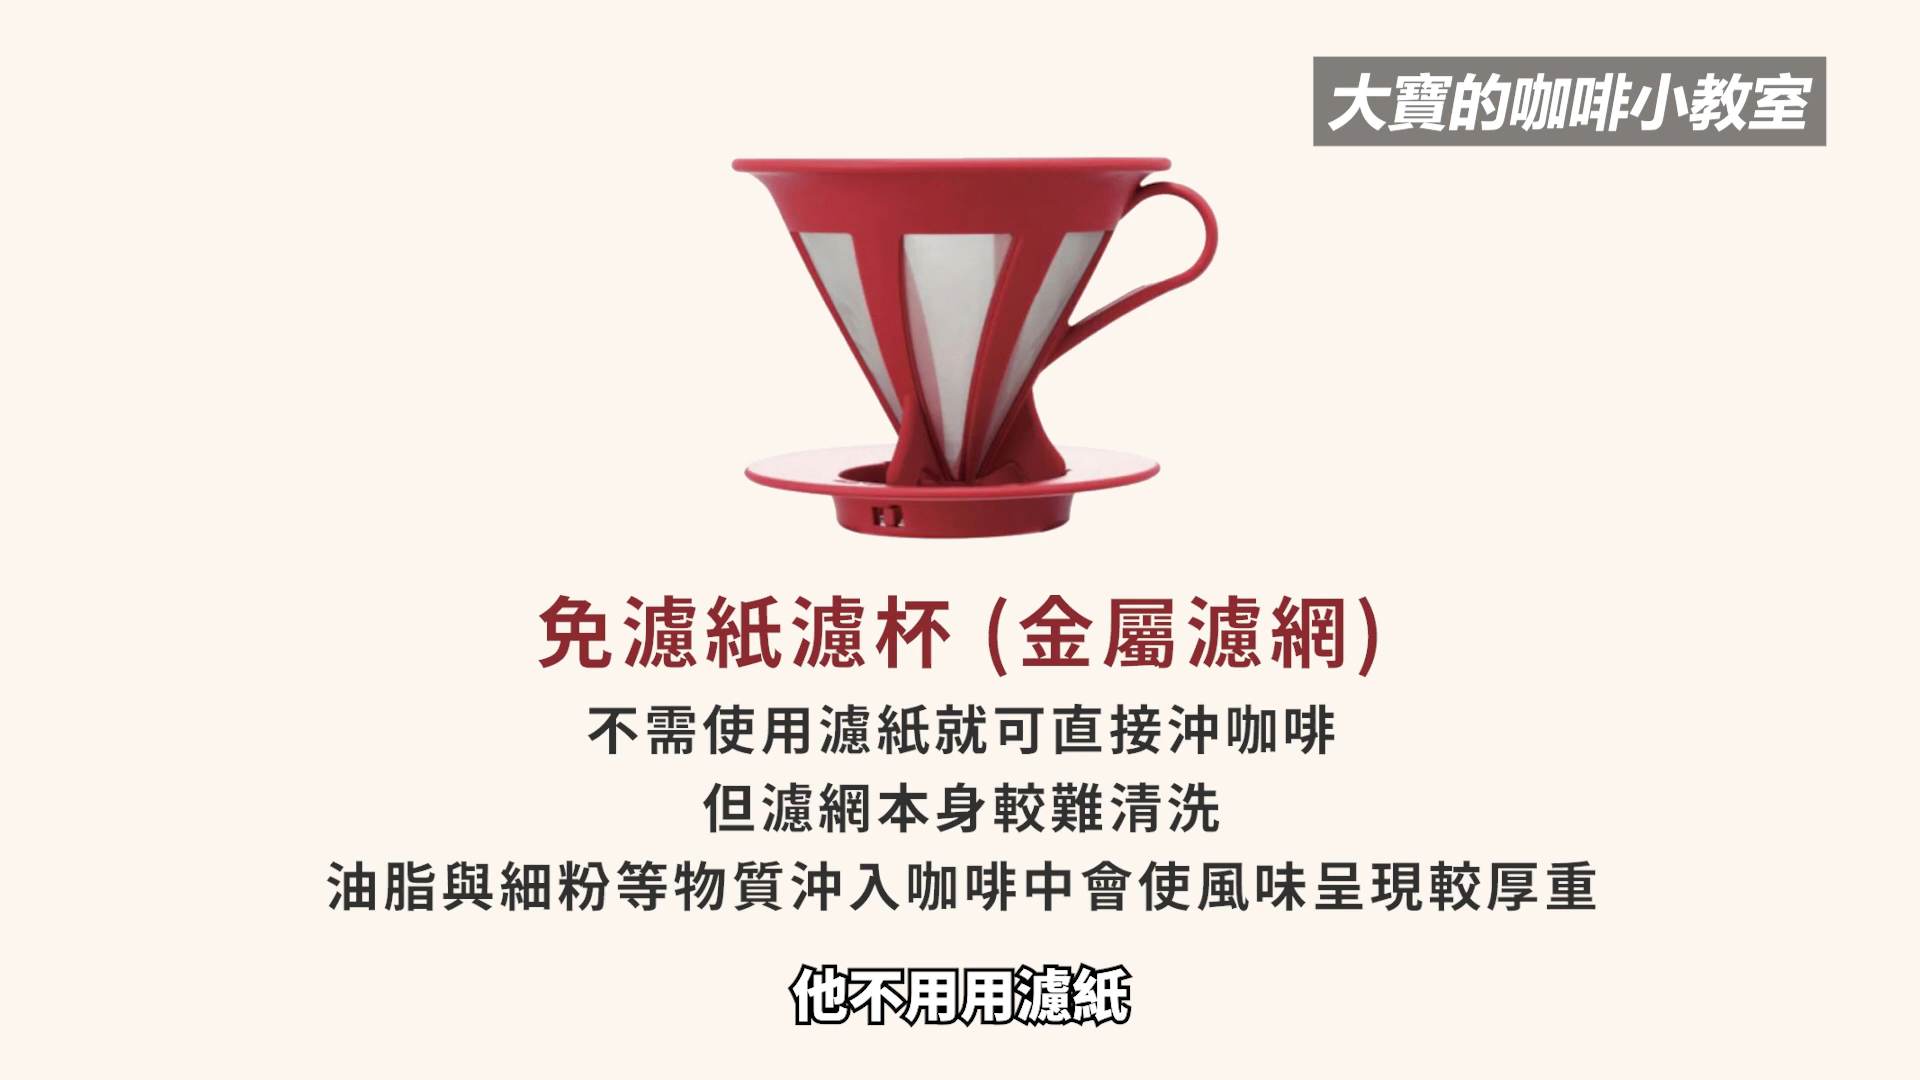 大寶的咖啡小教室
免濾紙濾杯 (金屬濾網)
不需使用濾紙就可直接沖咖啡
但濾網本身較難清洗
油脂與細粉等物質沖入咖啡中會使風味呈現較厚重
他不用用濾紙